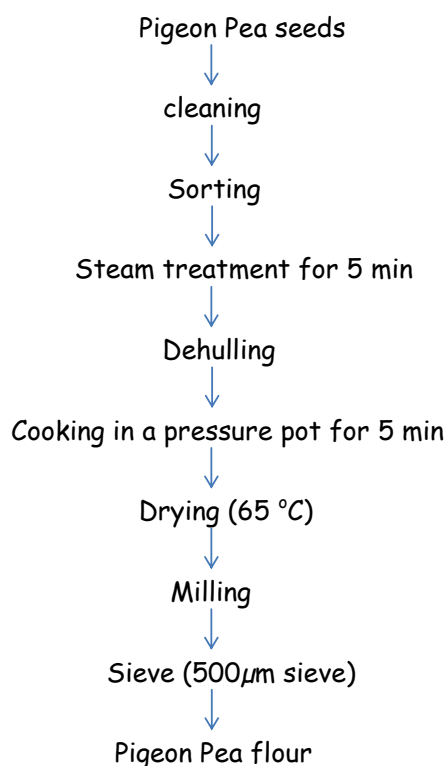 Pigeon Pea seeds
cleaning
Sorting
Steam treatment for 5 min
Dehulling
Cooking in a pressure pot for 5 min
Drying (65 °C)
Milling
Sieve (500µm sieve)
Pigeon Pea flour